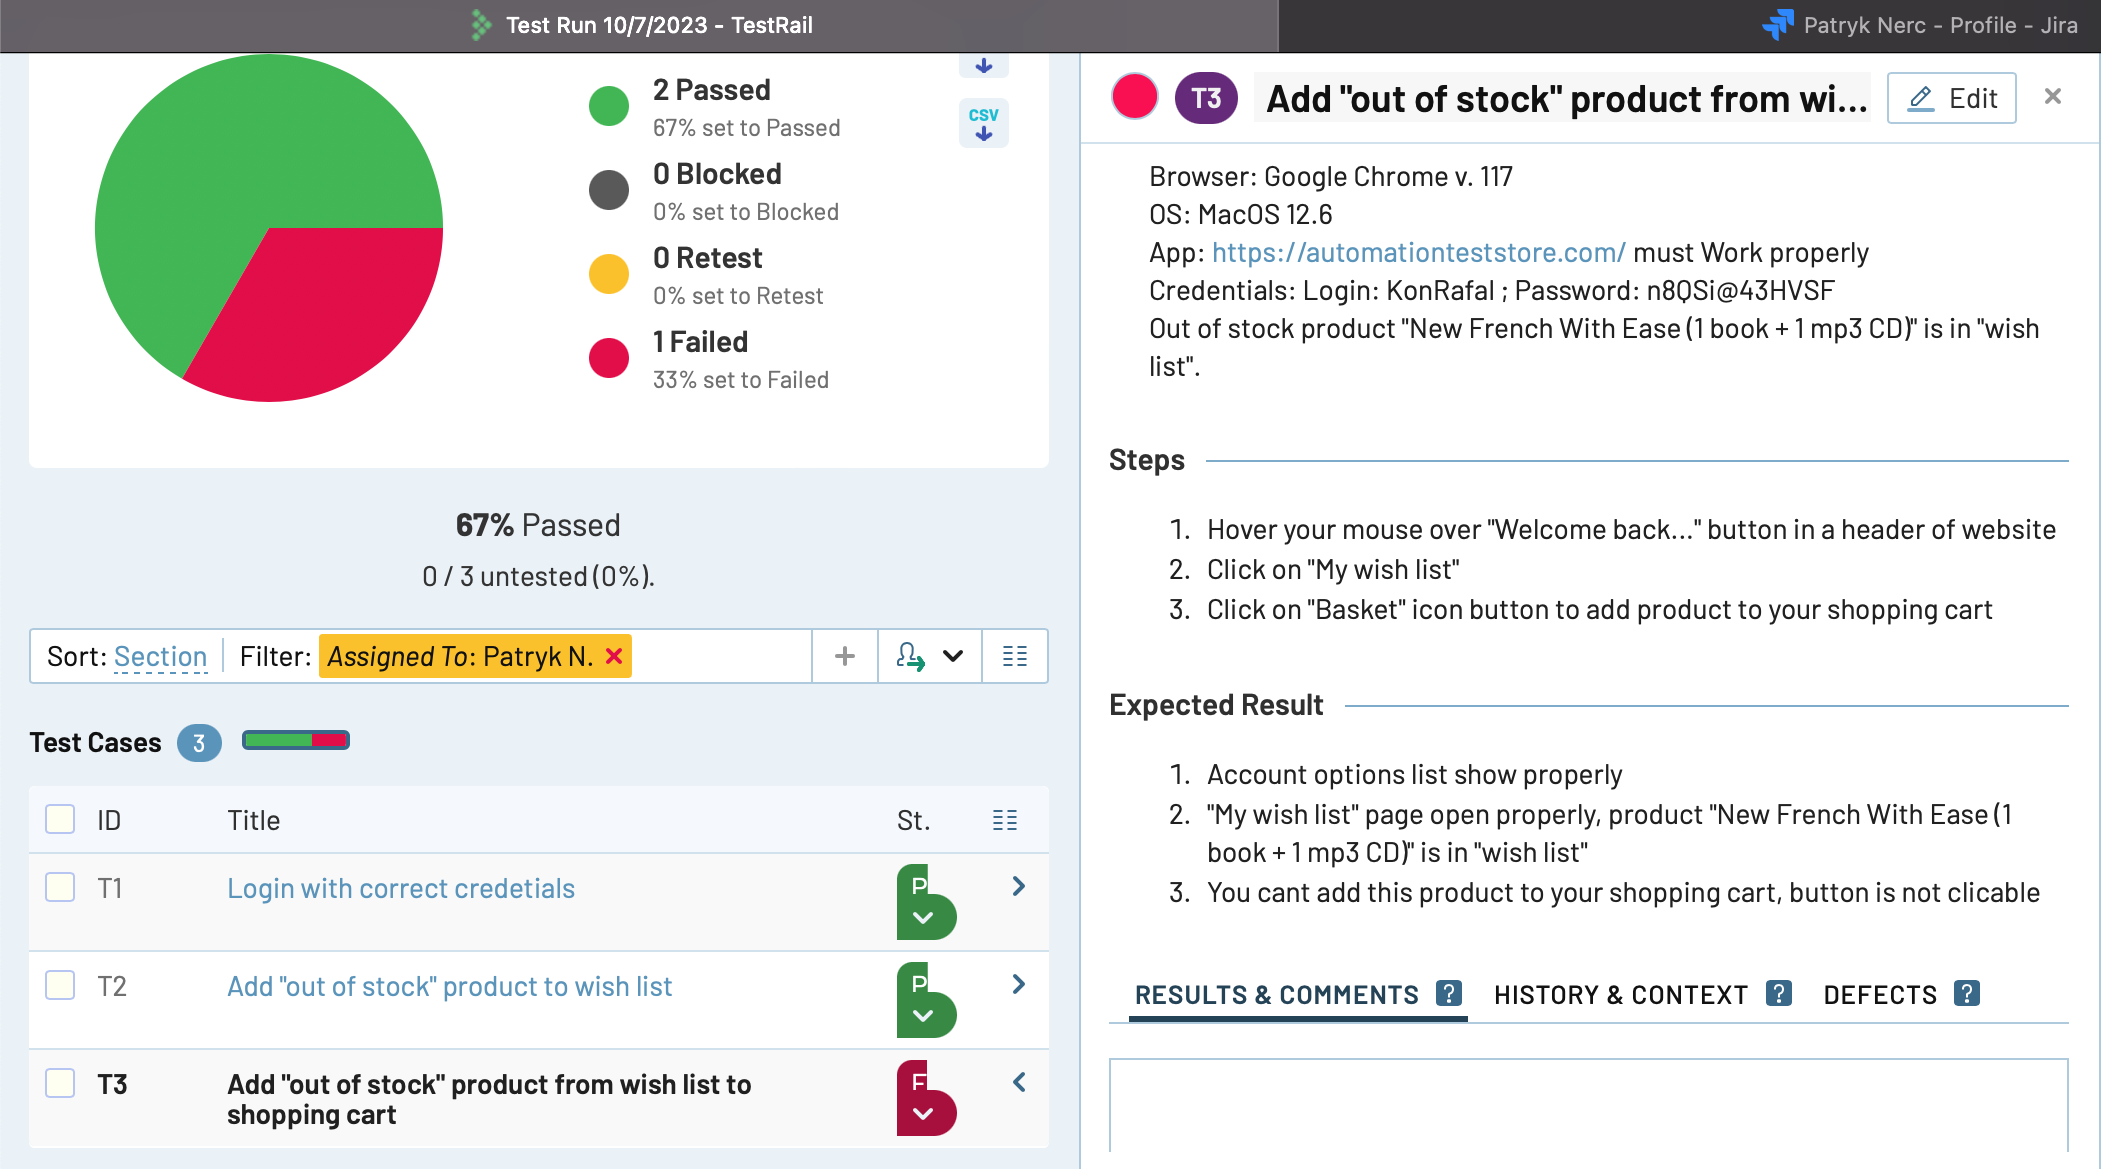 Test Run 10/7/2023 - TestRail
Patryk Nerc - Profile - Jira
2 Passed
67% set to Passed
0 Blocked
0% set to Blocked
0 Retest
0% set to Retest
1 Failed
33% set to Failed
CSV
67% Passed
0 / 3 untested (0%).
Sort: Section Filter: Assigned To: Patryk N.
Test Cases 3
ID Title St.
T1 Login with correct credetials P
T2 Add "out of stock" product to wish list P
T3 Add "out of stock" product from wish list to F
shopping cart
T3 Add "out of stock" product from wi... Edit
Browser: Google Chrome v. 117
OS: MacOS 12.6
App: https://automationteststore.com/ must Work properly
Credentials: Login: KonRafal ; Password: n8QSi@43HVSF
Out of stock product "New French With Ease (1 book + 1 mp3 CD)" is in "wish
list".
Steps
1. Hover your mouse over "Welcome back..." button in a header of website
2. Click on "My wish list"
3. Click on "Basket" icon button to add product to your shopping cart
Expected Result
1. Account options list show properly
2. "My wish list" page open properly, product "New French With Ease (1
book + 1 mp3 CD)" is in "wish list"
3. You cant add this product to your shopping cart, button is not clicable
RESULTS & COMMENTS ? HISTORY & CONTEXT ? DEFECTS ?